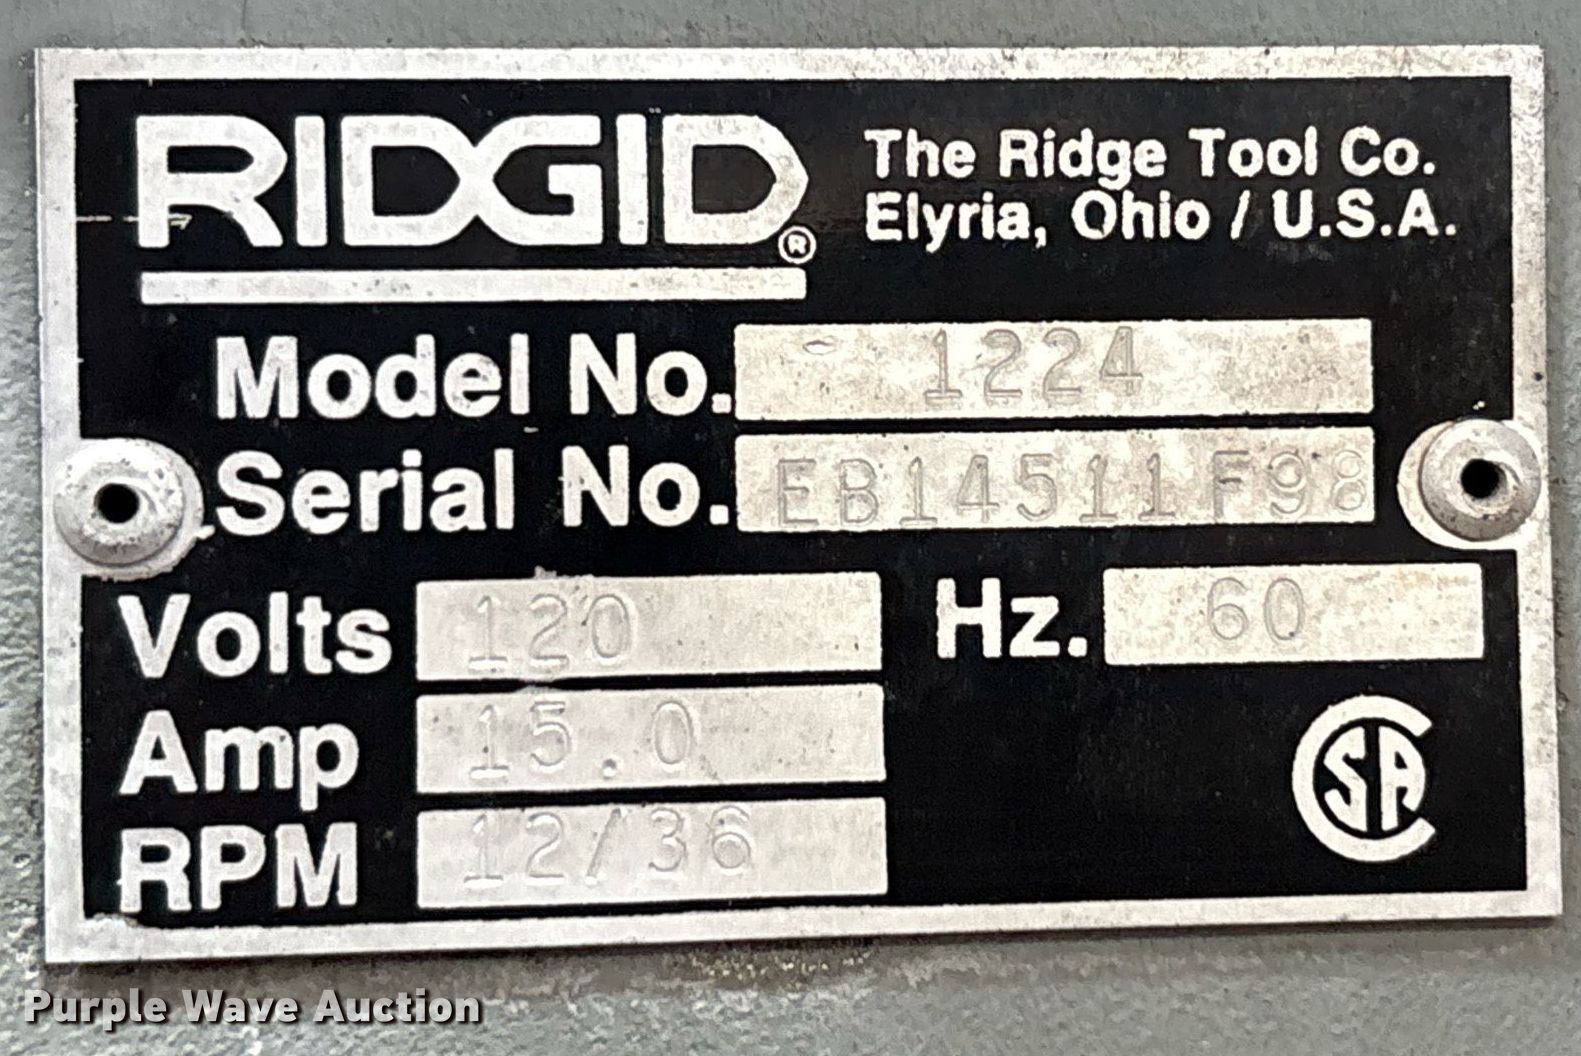 RIDGID®
The Ridge Tool Co.
Elyria, Ohio / U.S.A.
Model No. 1224
Serial No. EB14511F98
Volts 120 Hz. 60
Amp 15.0
RPM 12/36
CSA
Purple Wave Auction